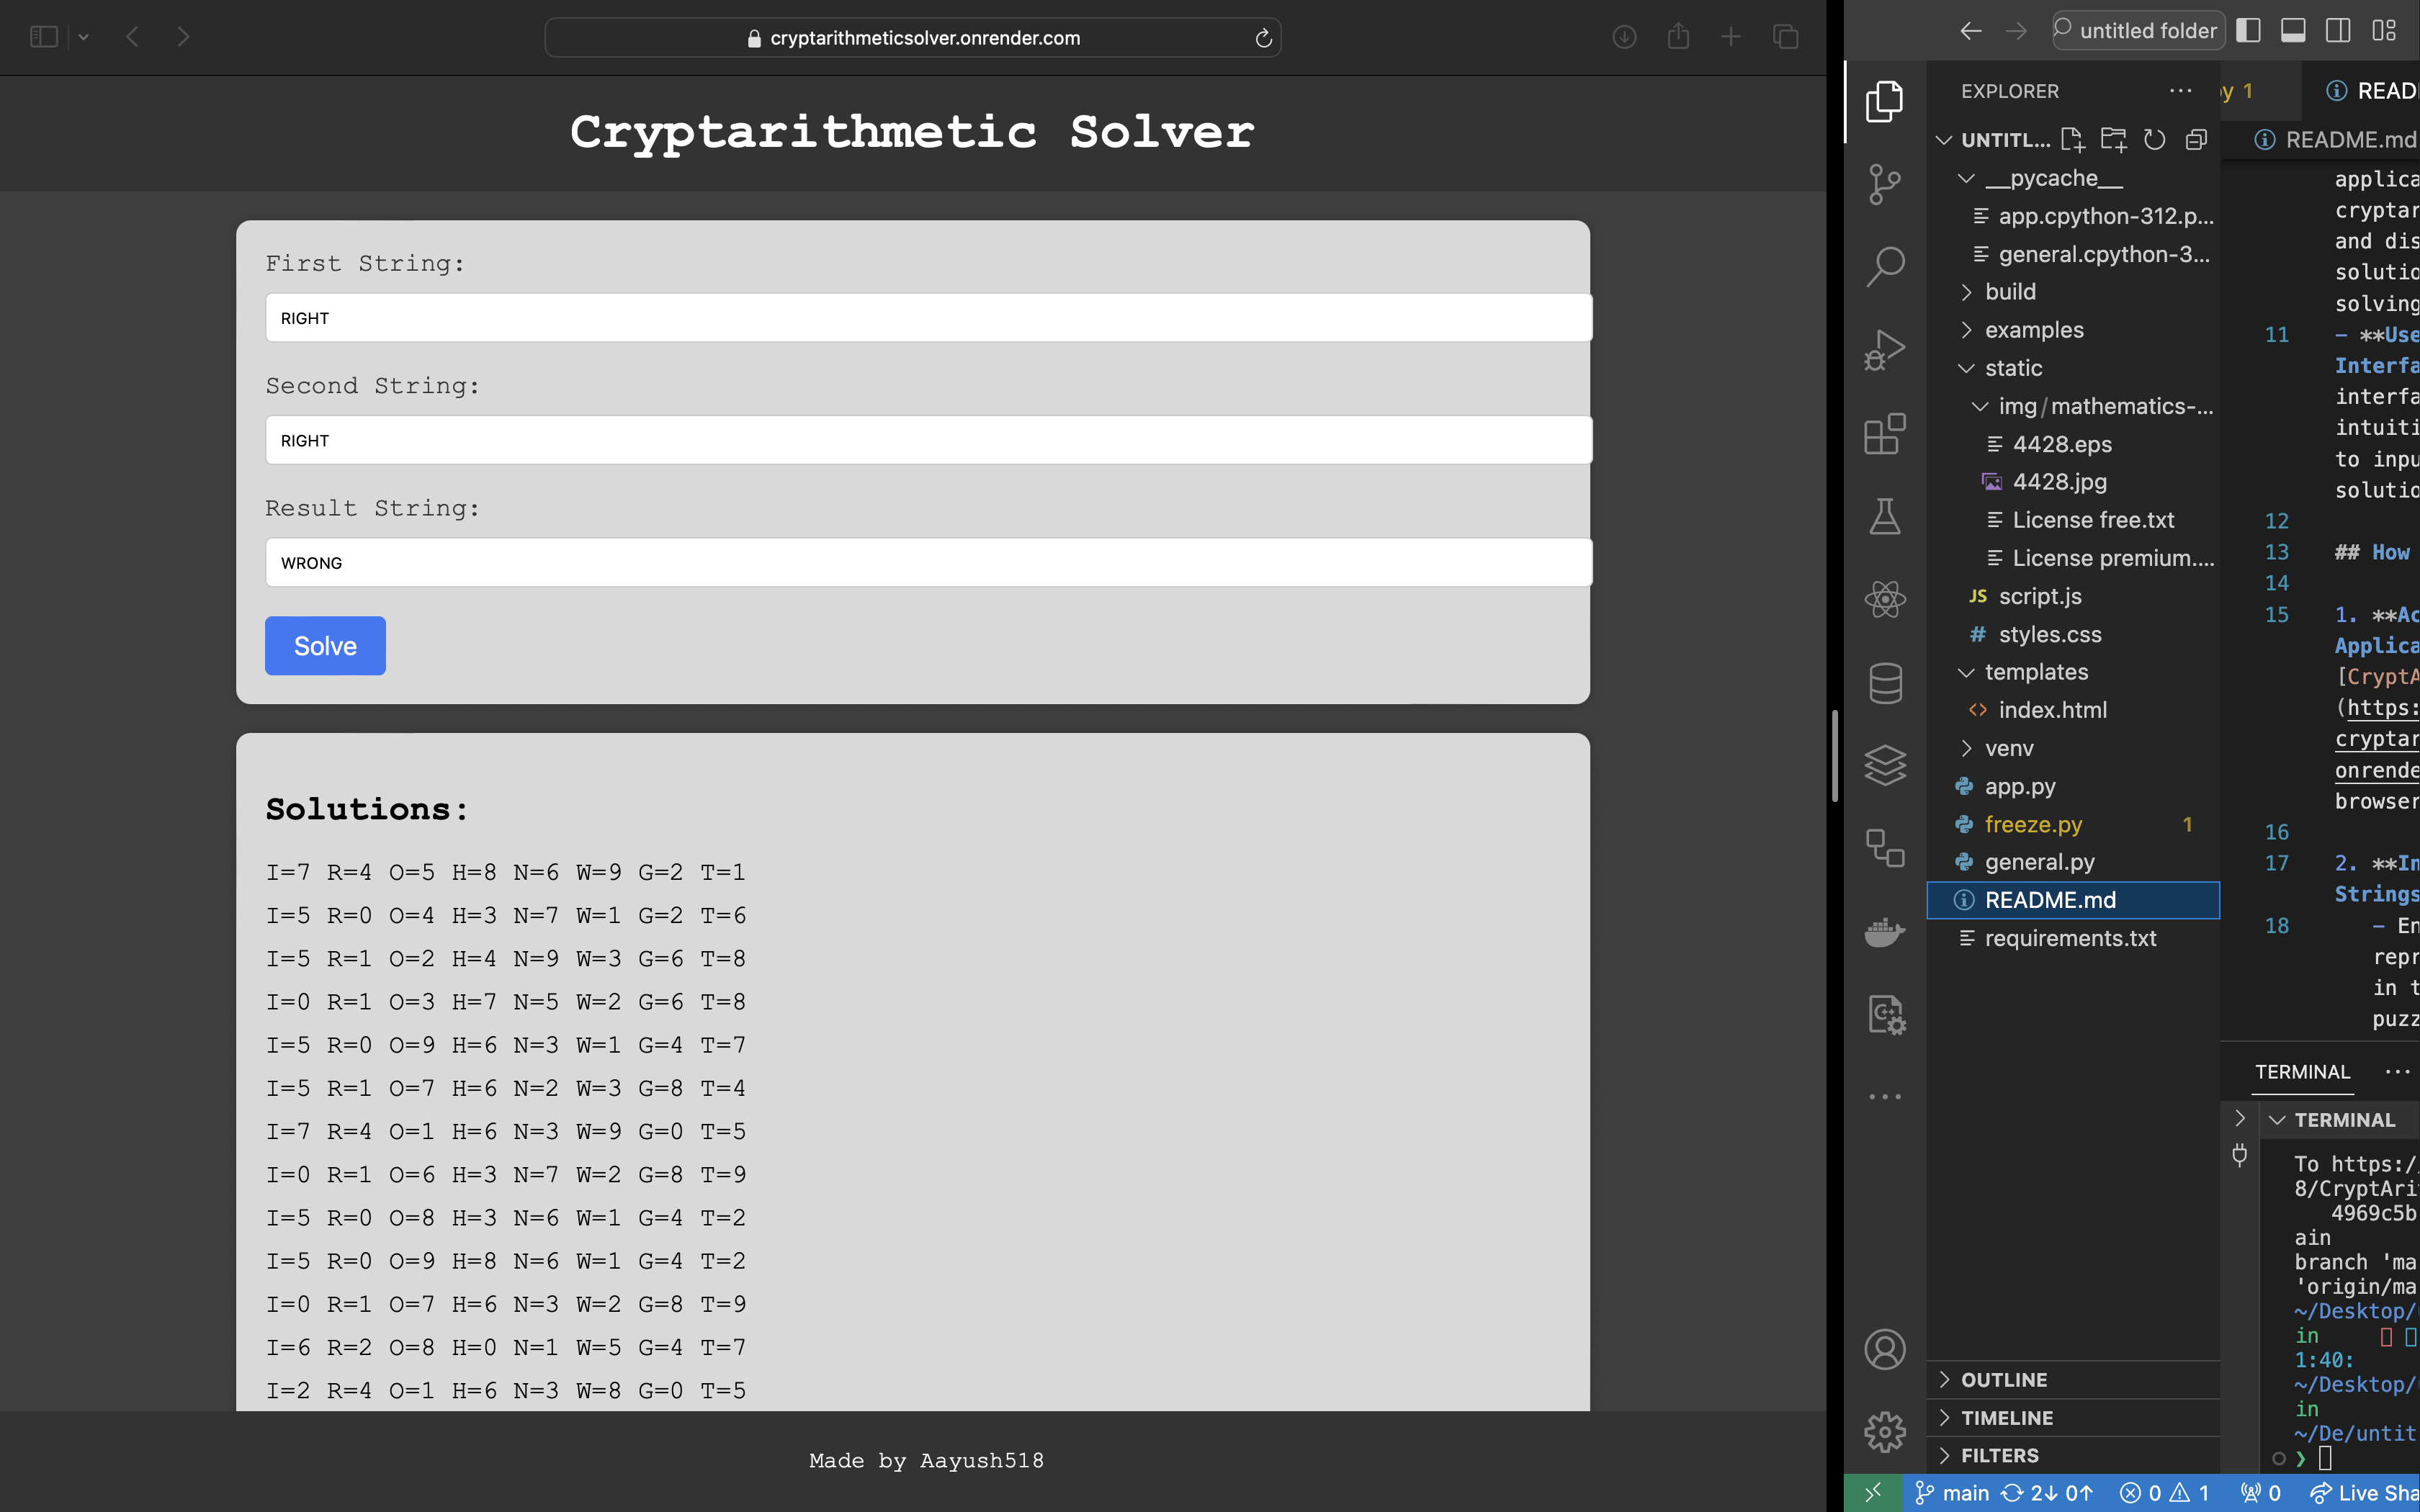 cryptarithmeticsolver.onrender.com
Cryptarithmetic Solver
First String:
RIGHT
Second String:
RIGHT
Result String:
WRONG
Solve
Solutions:
I=7 R=4 O=5 H=8 N=6 W=9 G=2 T=1
I=5 R=0 O=4 H=3 N=7 W=1 G=2 T=6
I=5 R=1 O=2 H=4 N=9 W=3 G=6 T=8
I=0 R=1 O=3 H=7 N=5 W=2 G=6 T=8
I=5 R=0 O=9 H=6 N=3 W=1 G=4 T=7
I=5 R=1 O=7 H=6 N=2 W=3 G=8 T=4
I=7 R=4 O=1 H=6 N=3 W=9 G=0 T=5
I=0 R=1 O=6 H=3 N=7 W=2 G=8 T=9
I=5 R=0 O=8 H=3 N=6 W=1 G=4 T=2
I=5 R=0 O=9 H=8 N=6 W=1 G=4 T=2
I=0 R=1 O=7 H=6 N=3 W=2 G=8 T=9
I=6 R=2 O=8 H=0 N=1 W=5 G=4 T=7
I=2 R=4 O=1 H=6 N=3 W=8 G=0 T=5
Made by Aayush518
untitled folder
EXPLORER ...
UNTITL...
__pycache__
app.cpython-312.p...
general.cpython-3...
build
examples
static
img/mathematics-...
4428.eps
4428.jpg
License free.txt
License premium....
JS script.js
# styles.css
templates
<> index.html
venv
app.py
freeze.py 1
general.py
README.md
requirements.txt
OUTLINE
TIMELINE
FILTERS
y 1 READ
README.md
applica
cryptar
and dis
solutio
solving
11 - **Use
Interfa
interfa
intuiti
to inpu
solutio
12
13 ## How
14
15 1. **Ac
Applica
[CryptA
(https:
cryptar
onrende
browser
16
17 2. **In
Strings
18 - En
repr
in t
puzz
TERMINAL ...
TERMINAL
To https:/
8/CryptAri
4969c5b
ain
branch 'ma
'origin/ma
~/Desktop/
in
1:40:
~/Desktop/
in
~/De/untit
❯
main 2↓ 0↑ 0 1 0 Live Sha